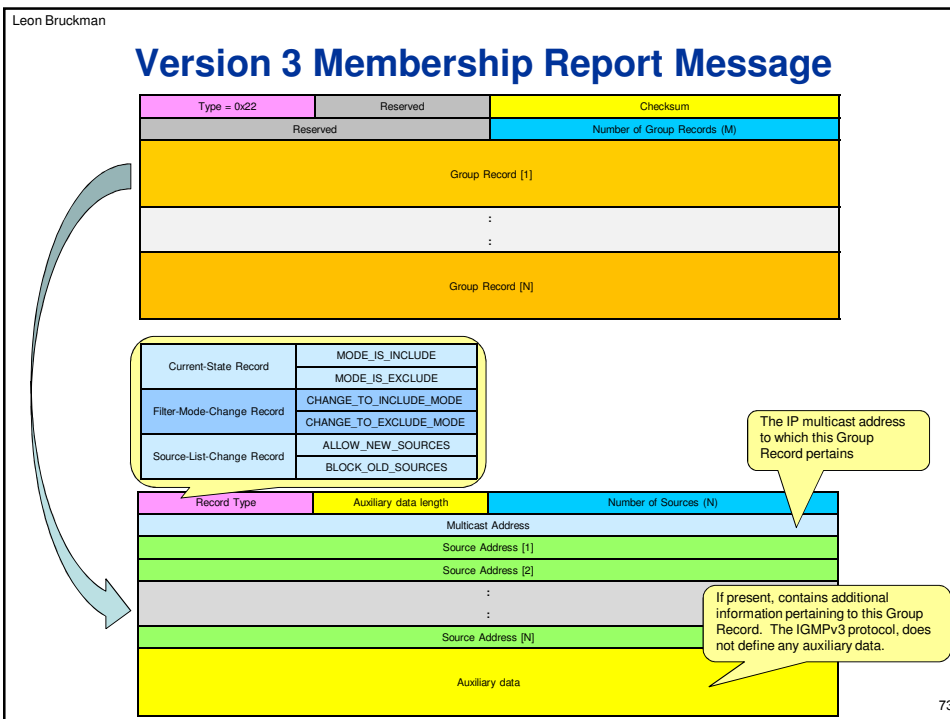 Leon Bruckman
Version 3 Membership Report Message
Type = 0x22 Reserved Checksum
Reserved Number of Group Records (M)
Group Record [1]
:
:
Group Record [N]
Current-State Record
MODE_IS_INCLUDE
MODE_IS_EXCLUDE
Filter-Mode-Change Record
CHANGE_TO_INCLUDE_MODE
CHANGE_TO_EXCLUDE_MODE
Source-List-Change Record
ALLOW_NEW_SOURCES
BLOCK_OLD_SOURCES
The IP multicast address
to which this Group
Record pertains
Record Type Auxiliary data length Number of Sources (N)
Multicast Address
Source Address [1]
Source Address [2]
:
:
Source Address [N]
If present, contains additional
information pertaining to this Group
Record. The IGMPv3 protocol, does
not define any auxiliary data.
Auxiliary data
73